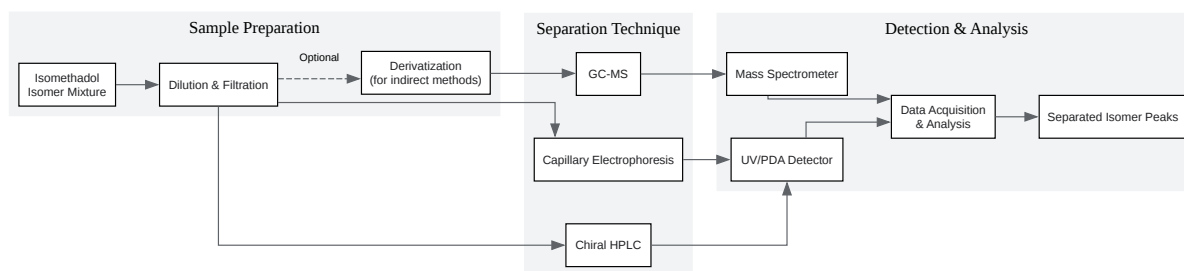 Sample Preparation
Separation Technique
Detection & Analysis
Optional
Isomethadol
Isomer Mixture
Dilution & Filtration
Derivatization
(for indirect methods)
GC-MS
Mass Spectrometer
Data Acquisition
& Analysis
Separated Isomer Peaks
Capillary Electrophoresis
UV/PDA Detector
Chiral HPLC